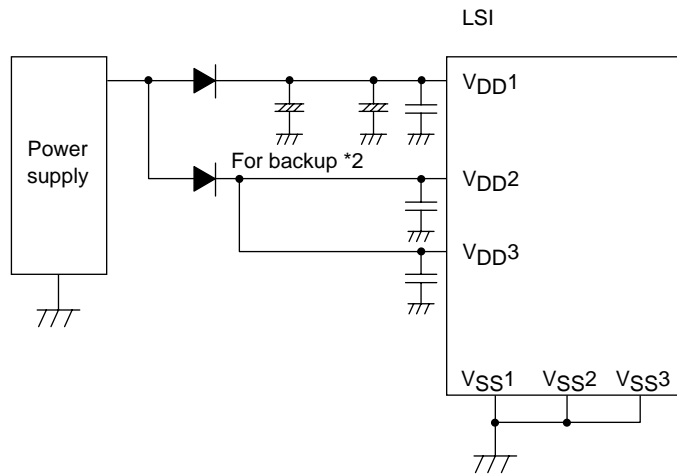 LSI
VDD1
Power
supply
For backup *2
VDD2
VDD3
VSS1 VSS2 VSS3